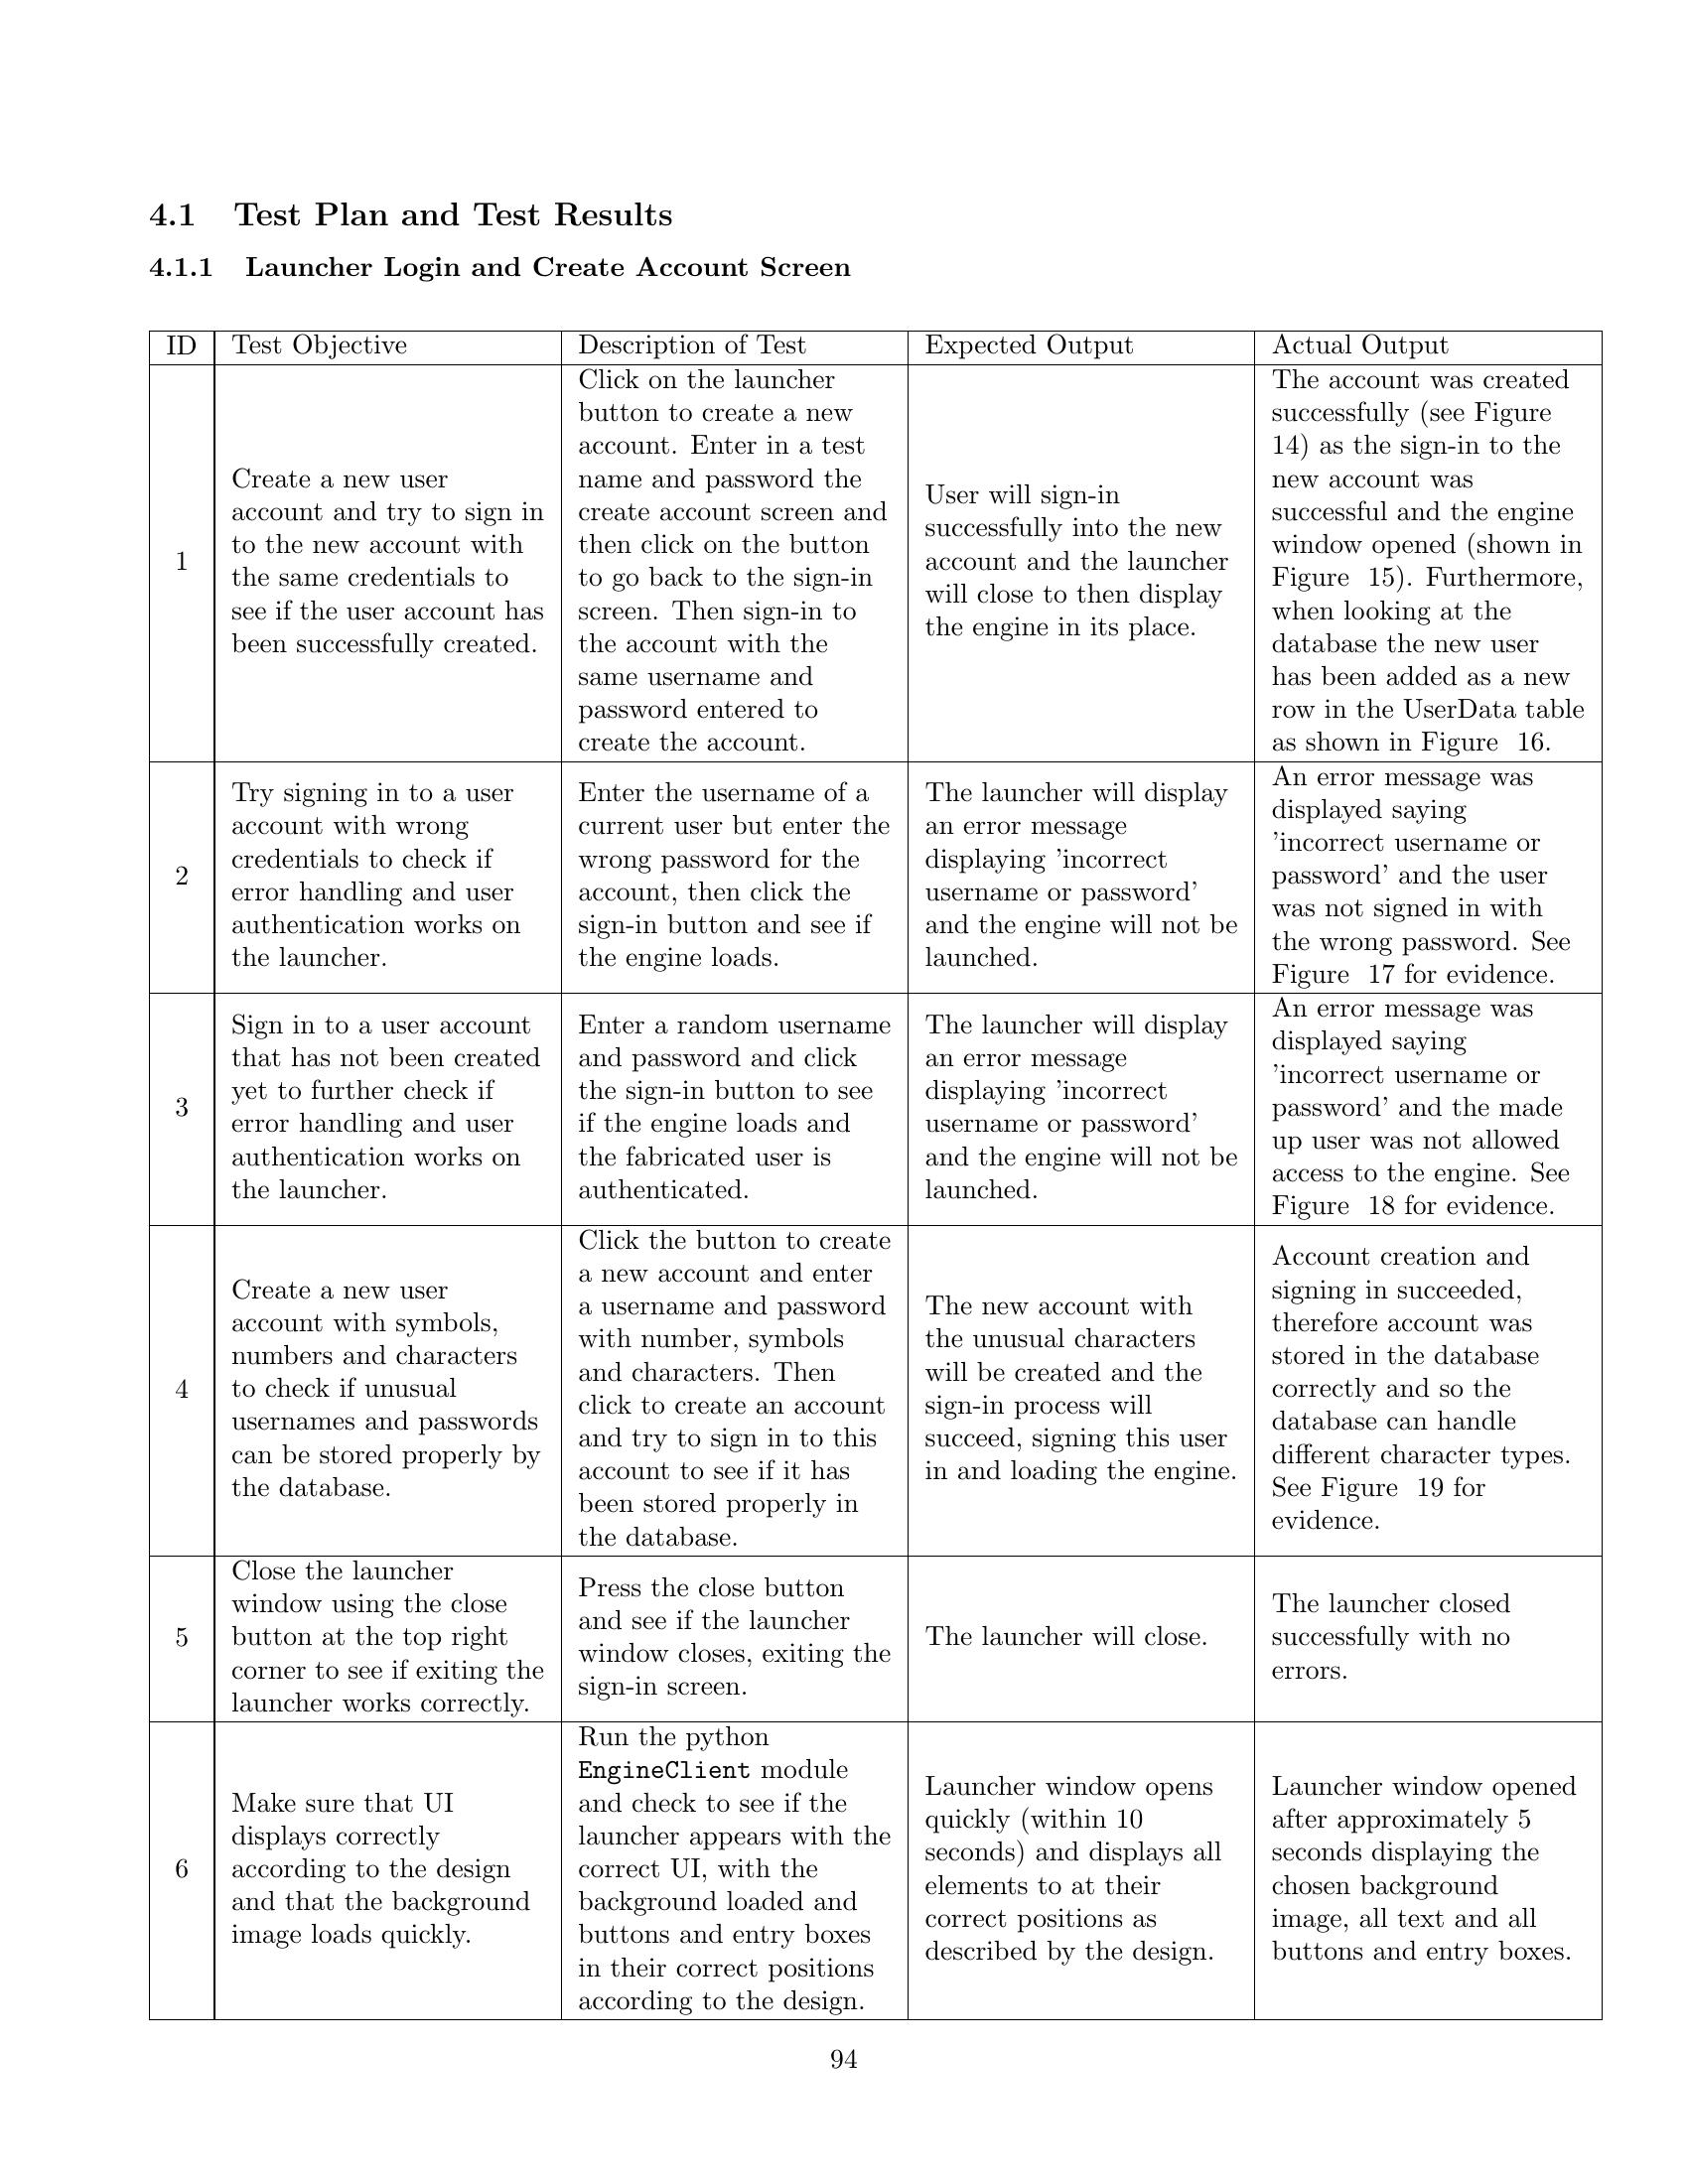 4.1 Test Plan and Test Results
4.1.1 Launcher Login and Create Account Screen
ID
Test Objective
Description of Test
Expected Output
Actual Output
1
Create a new user
account and try to sign in
to the new account with
the same credentials to
see if the user account has
been successfully created.
Click on the launcher
button to create a new
account. Enter in a test
name and password the
create account screen and
then click on the button
to go back to the sign-in
screen. Then sign-in to
the account with the
same username and
password entered to
create the account.
User will sign-in
successfully into the new
account and the launcher
will close to then display
the engine in its place.
The account was created
successfully (see Figure
14) as the sign-in to the
new account was
successful and the engine
window opened (shown in
Figure 15). Furthermore,
when looking at the
database the new user
has been added as a new
row in the UserData table
as shown in Figure 16.
2
Try signing in to a user
account with wrong
credentials to check if
error handling and user
authentication works on
the launcher.
Enter the username of a
current user but enter the
wrong password for the
account, then click the
sign-in button and see if
the engine loads.
The launcher will display
an error message
displaying ’incorrect
username or password’
and the engine will not be
launched.
An error message was
displayed saying
’incorrect username or
password’ and the user
was not signed in with
the wrong password. See
Figure 17 for evidence.
3
Sign in to a user account
that has not been created
yet to further check if
error handling and user
authentication works on
the launcher.
Enter a random username
and password and click
the sign-in button to see
if the engine loads and
the fabricated user is
authenticated.
The launcher will display
an error message
displaying ’incorrect
username or password’
and the engine will not be
launched.
An error message was
displayed saying
’incorrect username or
password’ and the made
up user was not allowed
access to the engine. See
Figure 18 for evidence.
4
Create a new user
account with symbols,
numbers and characters
to check if unusual
usernames and passwords
can be stored properly by
the database.
Click the button to create
a new account and enter
a username and password
with number, symbols
and characters. Then
click to create an account
and try to sign in to this
account to see if it has
been stored properly in
the database.
The new account with
the unusual characters
will be created and the
sign-in process will
succeed, signing this user
in and loading the engine.
Account creation and
signing in succeeded,
therefore account was
stored in the database
correctly and so the
database can handle
different character types.
See Figure 19 for
evidence.
5
Close the launcher
window using the close
button at the top right
corner to see if exiting the
launcher works correctly.
Press the close button
and see if the launcher
window closes, exiting the
sign-in screen.
The launcher will close.
The launcher closed
successfully with no
errors.
6
Make sure that UI
displays correctly
according to the design
and that the background
image loads quickly.
Run the python
EngineClient module
and check to see if the
launcher appears with the
correct UI, with the
background loaded and
buttons and entry boxes
in their correct positions
according to the design.
Launcher window opens
quickly (within 10
seconds) and displays all
elements to at their
correct positions as
described by the design.
Launcher window opened
after approximately 5
seconds displaying the
chosen background
image, all text and all
buttons and entry boxes.
94